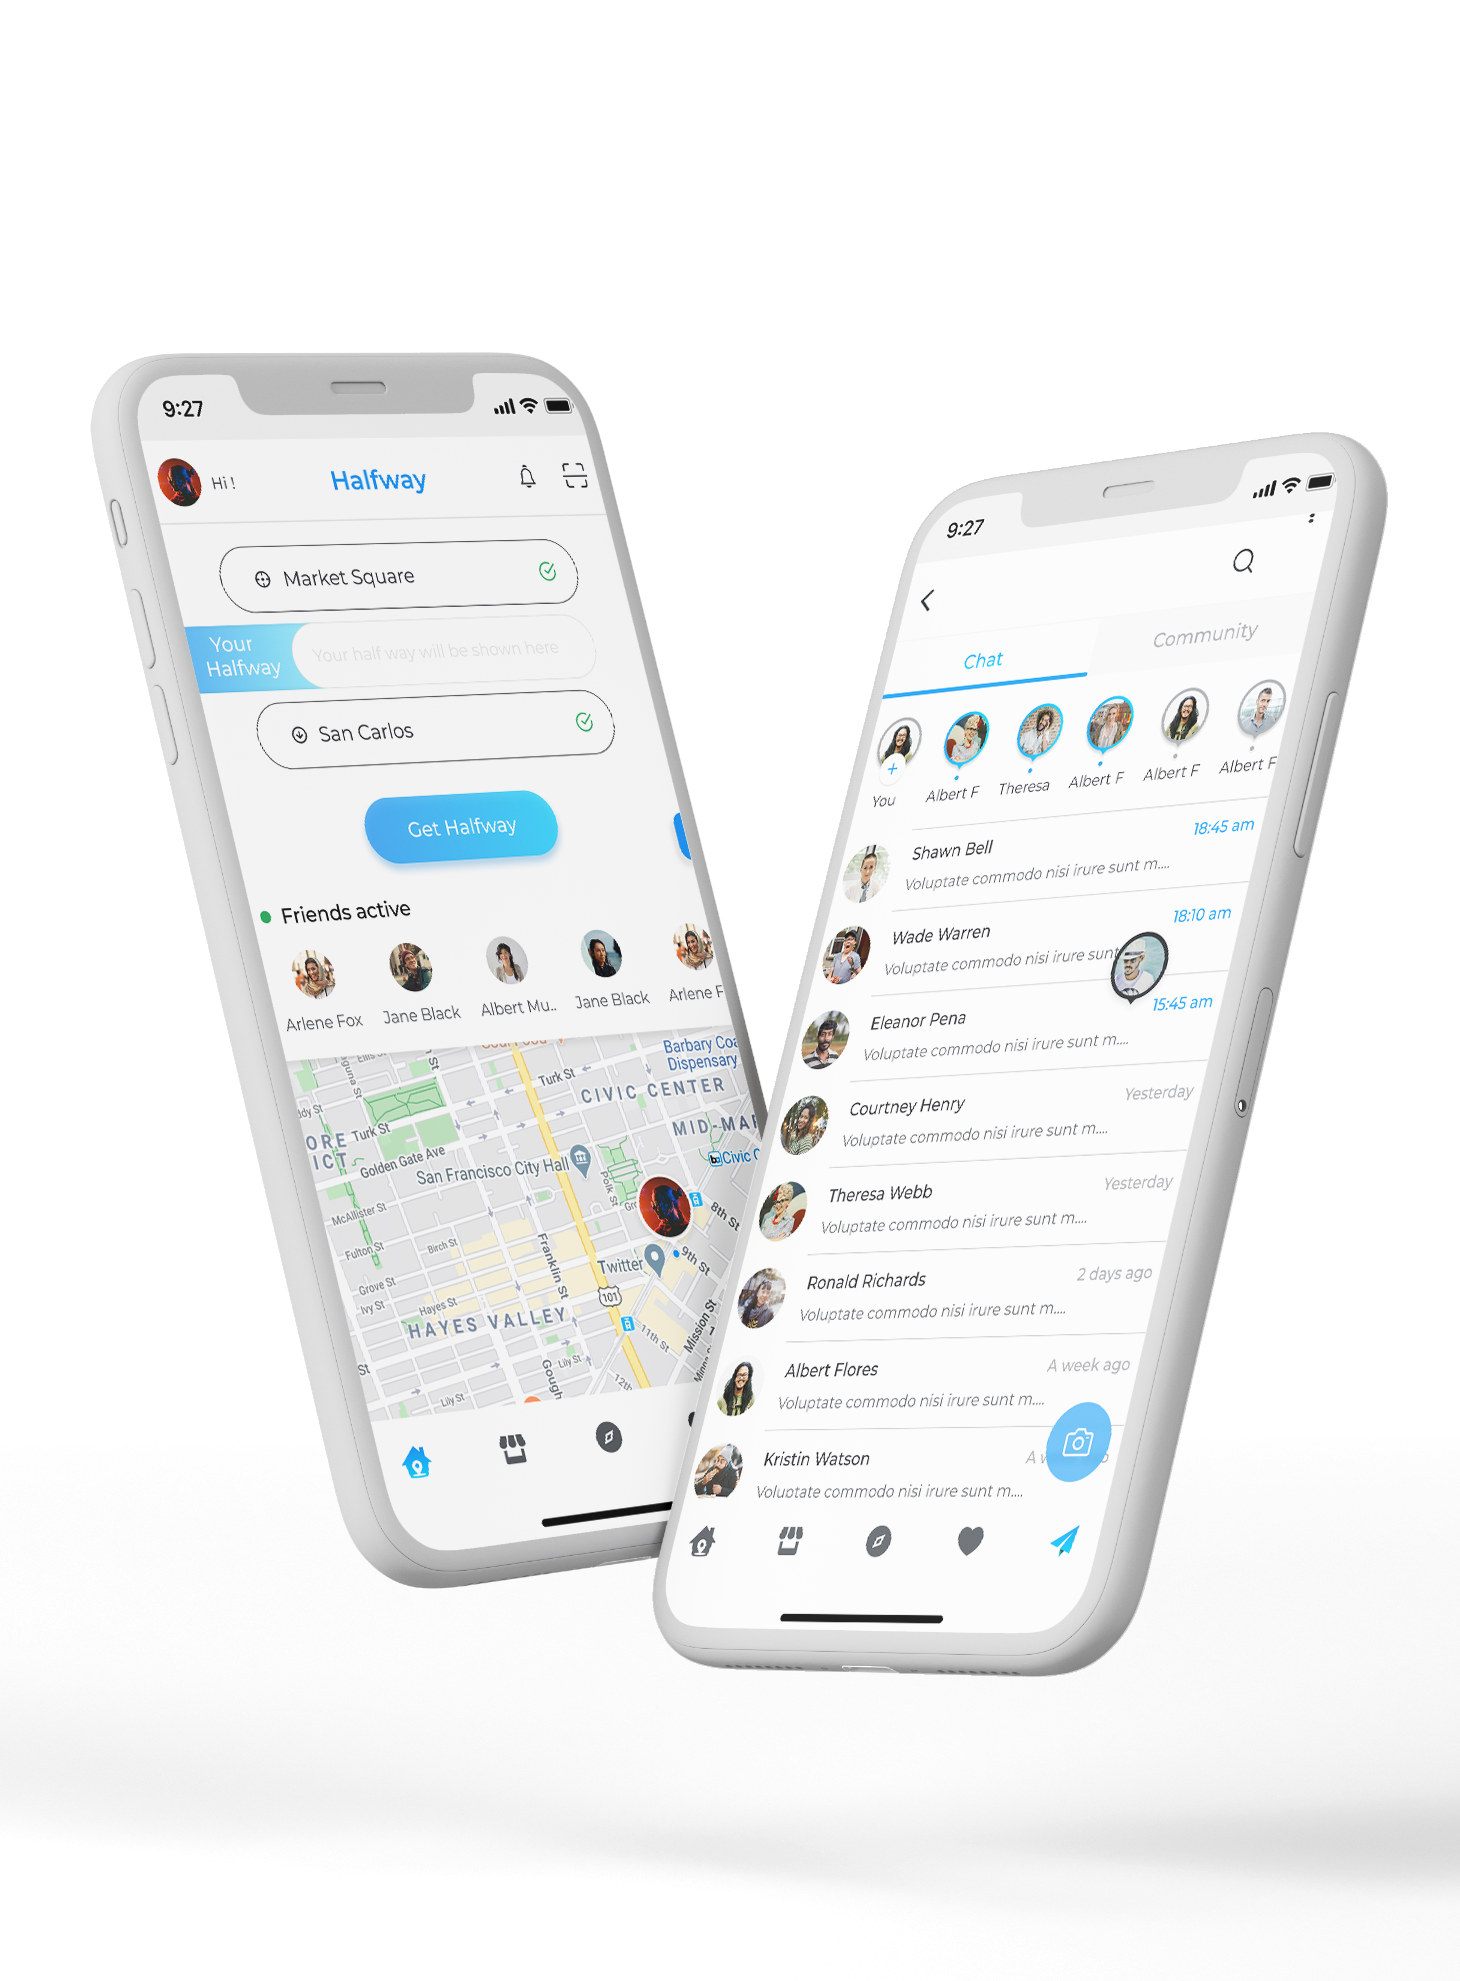 9:27
Hi !
Halfway
Market Square
Your
Halfway
Your half way will be shown here
San Carlos
Get Halfway
Friends active
Arlene Fox
Jane Black
Albert Mu..
Jane Black
Arlene F
Barbary Coa
Dispensary
Turk St
CIVIC CENTER
MID-MAR
Civic C
ORE
ICT
Turk St
Golden Gate Ave
San Francisco City Hall
Polk St
McAllister St
Fulton St
Birch St
Franklin St
8th St
9th St
Twitter
Grove St
Ivy St
Hayes St
101
HAYES VALLEY
11th St
Mission St
St
Lily St
Gough
12th
Lily St
9:27
Chat
Community
You
Albert F
Theresa
Albert F
Albert F
Albert F
Shawn Bell
18:45 am
Voluptate commodo nisi irure sunt m....
Wade Warren
18:10 am
Voluptate commodo nisi irure sunt
Eleanor Pena
15:45 am
Voluptate commodo nisi irure sunt m....
Courtney Henry
Yesterday
Voluptate commodo nisi irure sunt m....
Theresa Webb
Yesterday
Voluptate commodo nisi irure sunt m....
Ronald Richards
2 days ago
Voluptate commodo nisi irure sunt m....
Albert Flores
A week ago
Voluptate commodo nisi irure sunt m....
Kristin Watson
Voluptate commodo nisi irure sunt m....